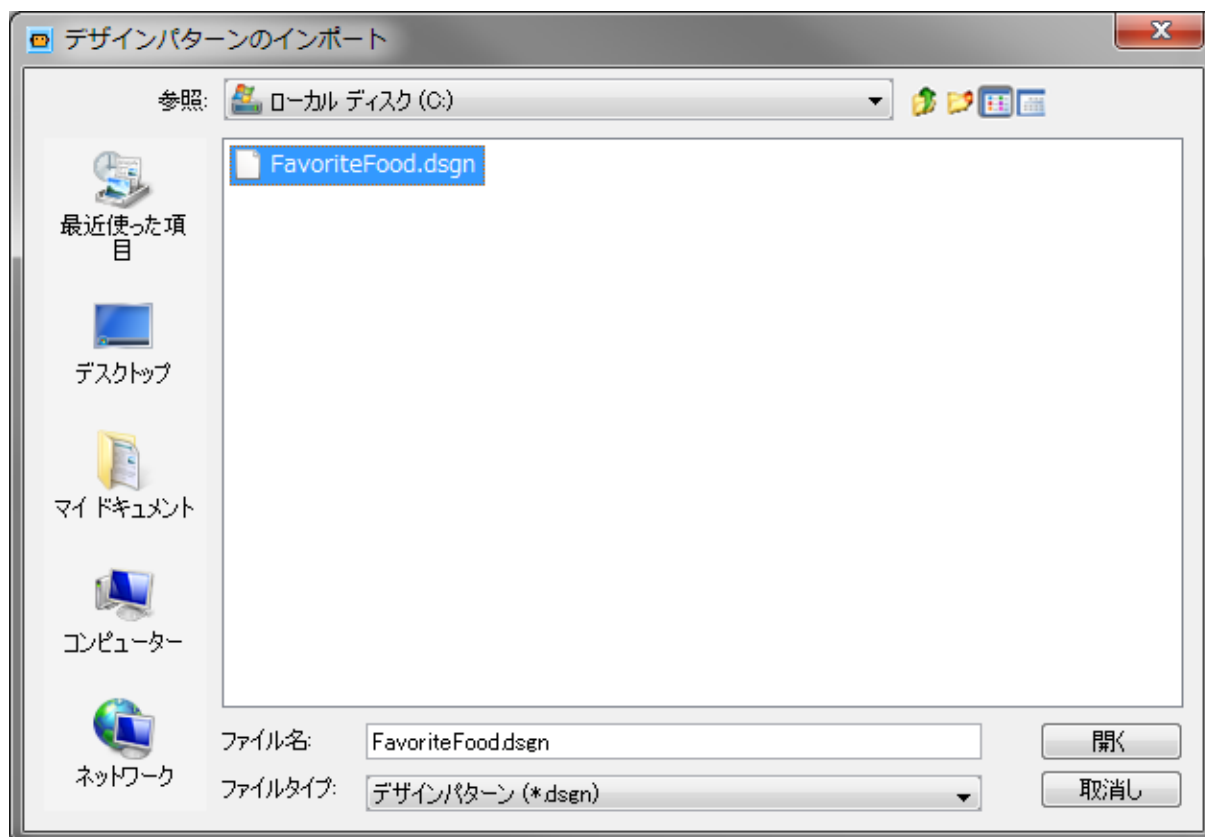 デザインパターンのインポート
参照:
ローカル ディスク (C:)
FavoriteFood.dsgn
最近使った項
目
デスクトップ
マイ ドキュメント
コンピューター
ネットワーク
ファイル名:
FavoriteFood.dsgn
開く
ファイルタイプ:
デザインパターン (*.dsgn)
取消し